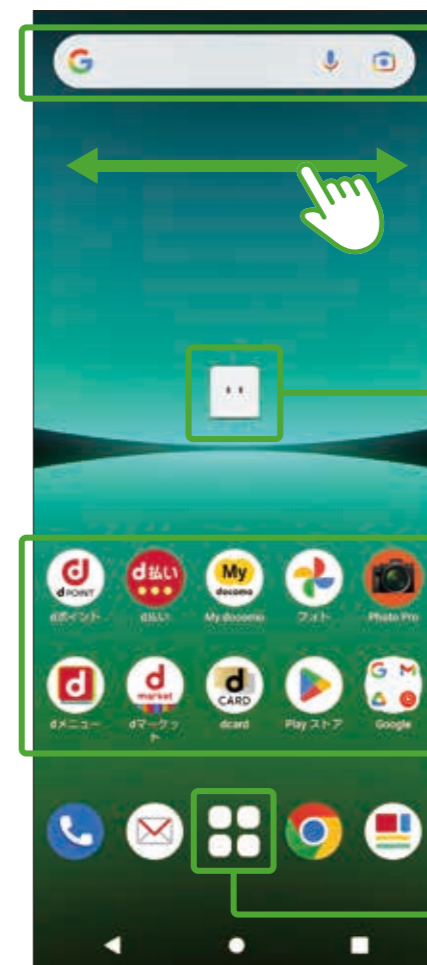 G
d POINT
d払い
My docomo
dポイント
d払い
My docomo
フォト
Photo Pro
d
d market
d CARD
G M
dメニュー
dマーケッ
ト
dcard
Play ストア
Google